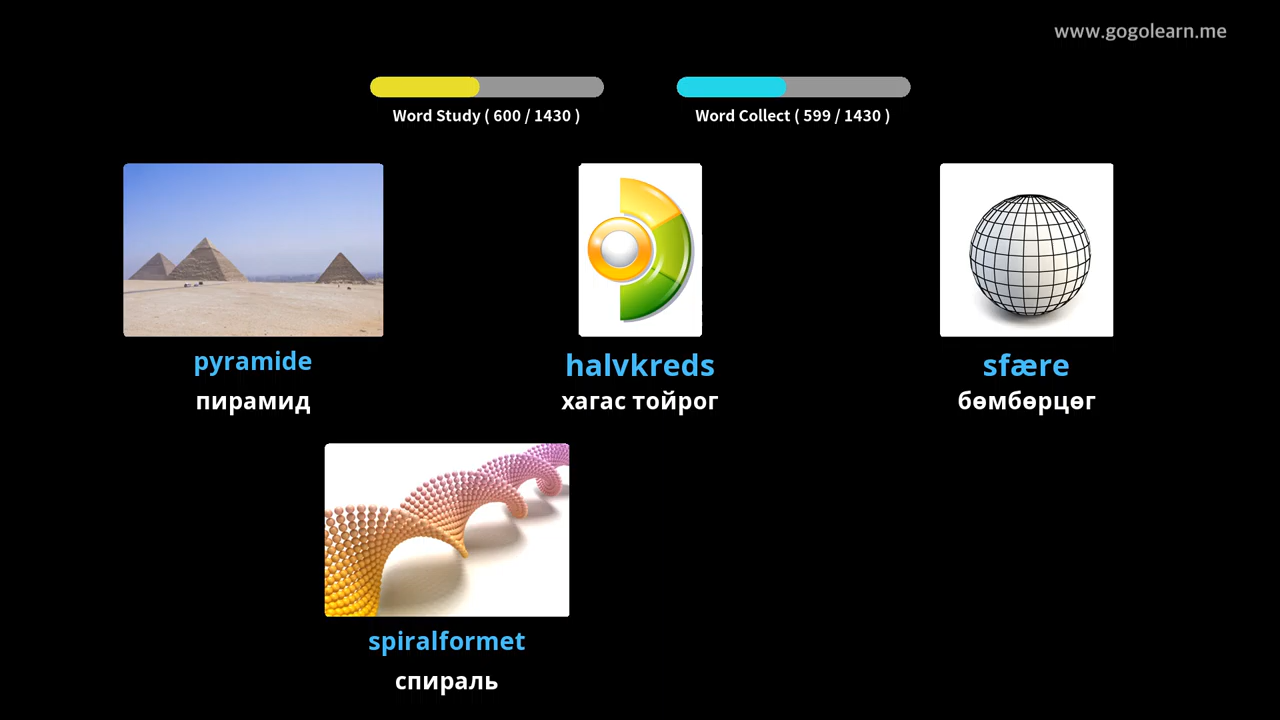 www.gogolearn.me
Word Study ( 600 / 1430 )
Word Collect ( 599 / 1430 )
pyramide
пирамид
halvkreds
хагас тойрог
sfære
бөмбөрцөг
spiralformet
спираль